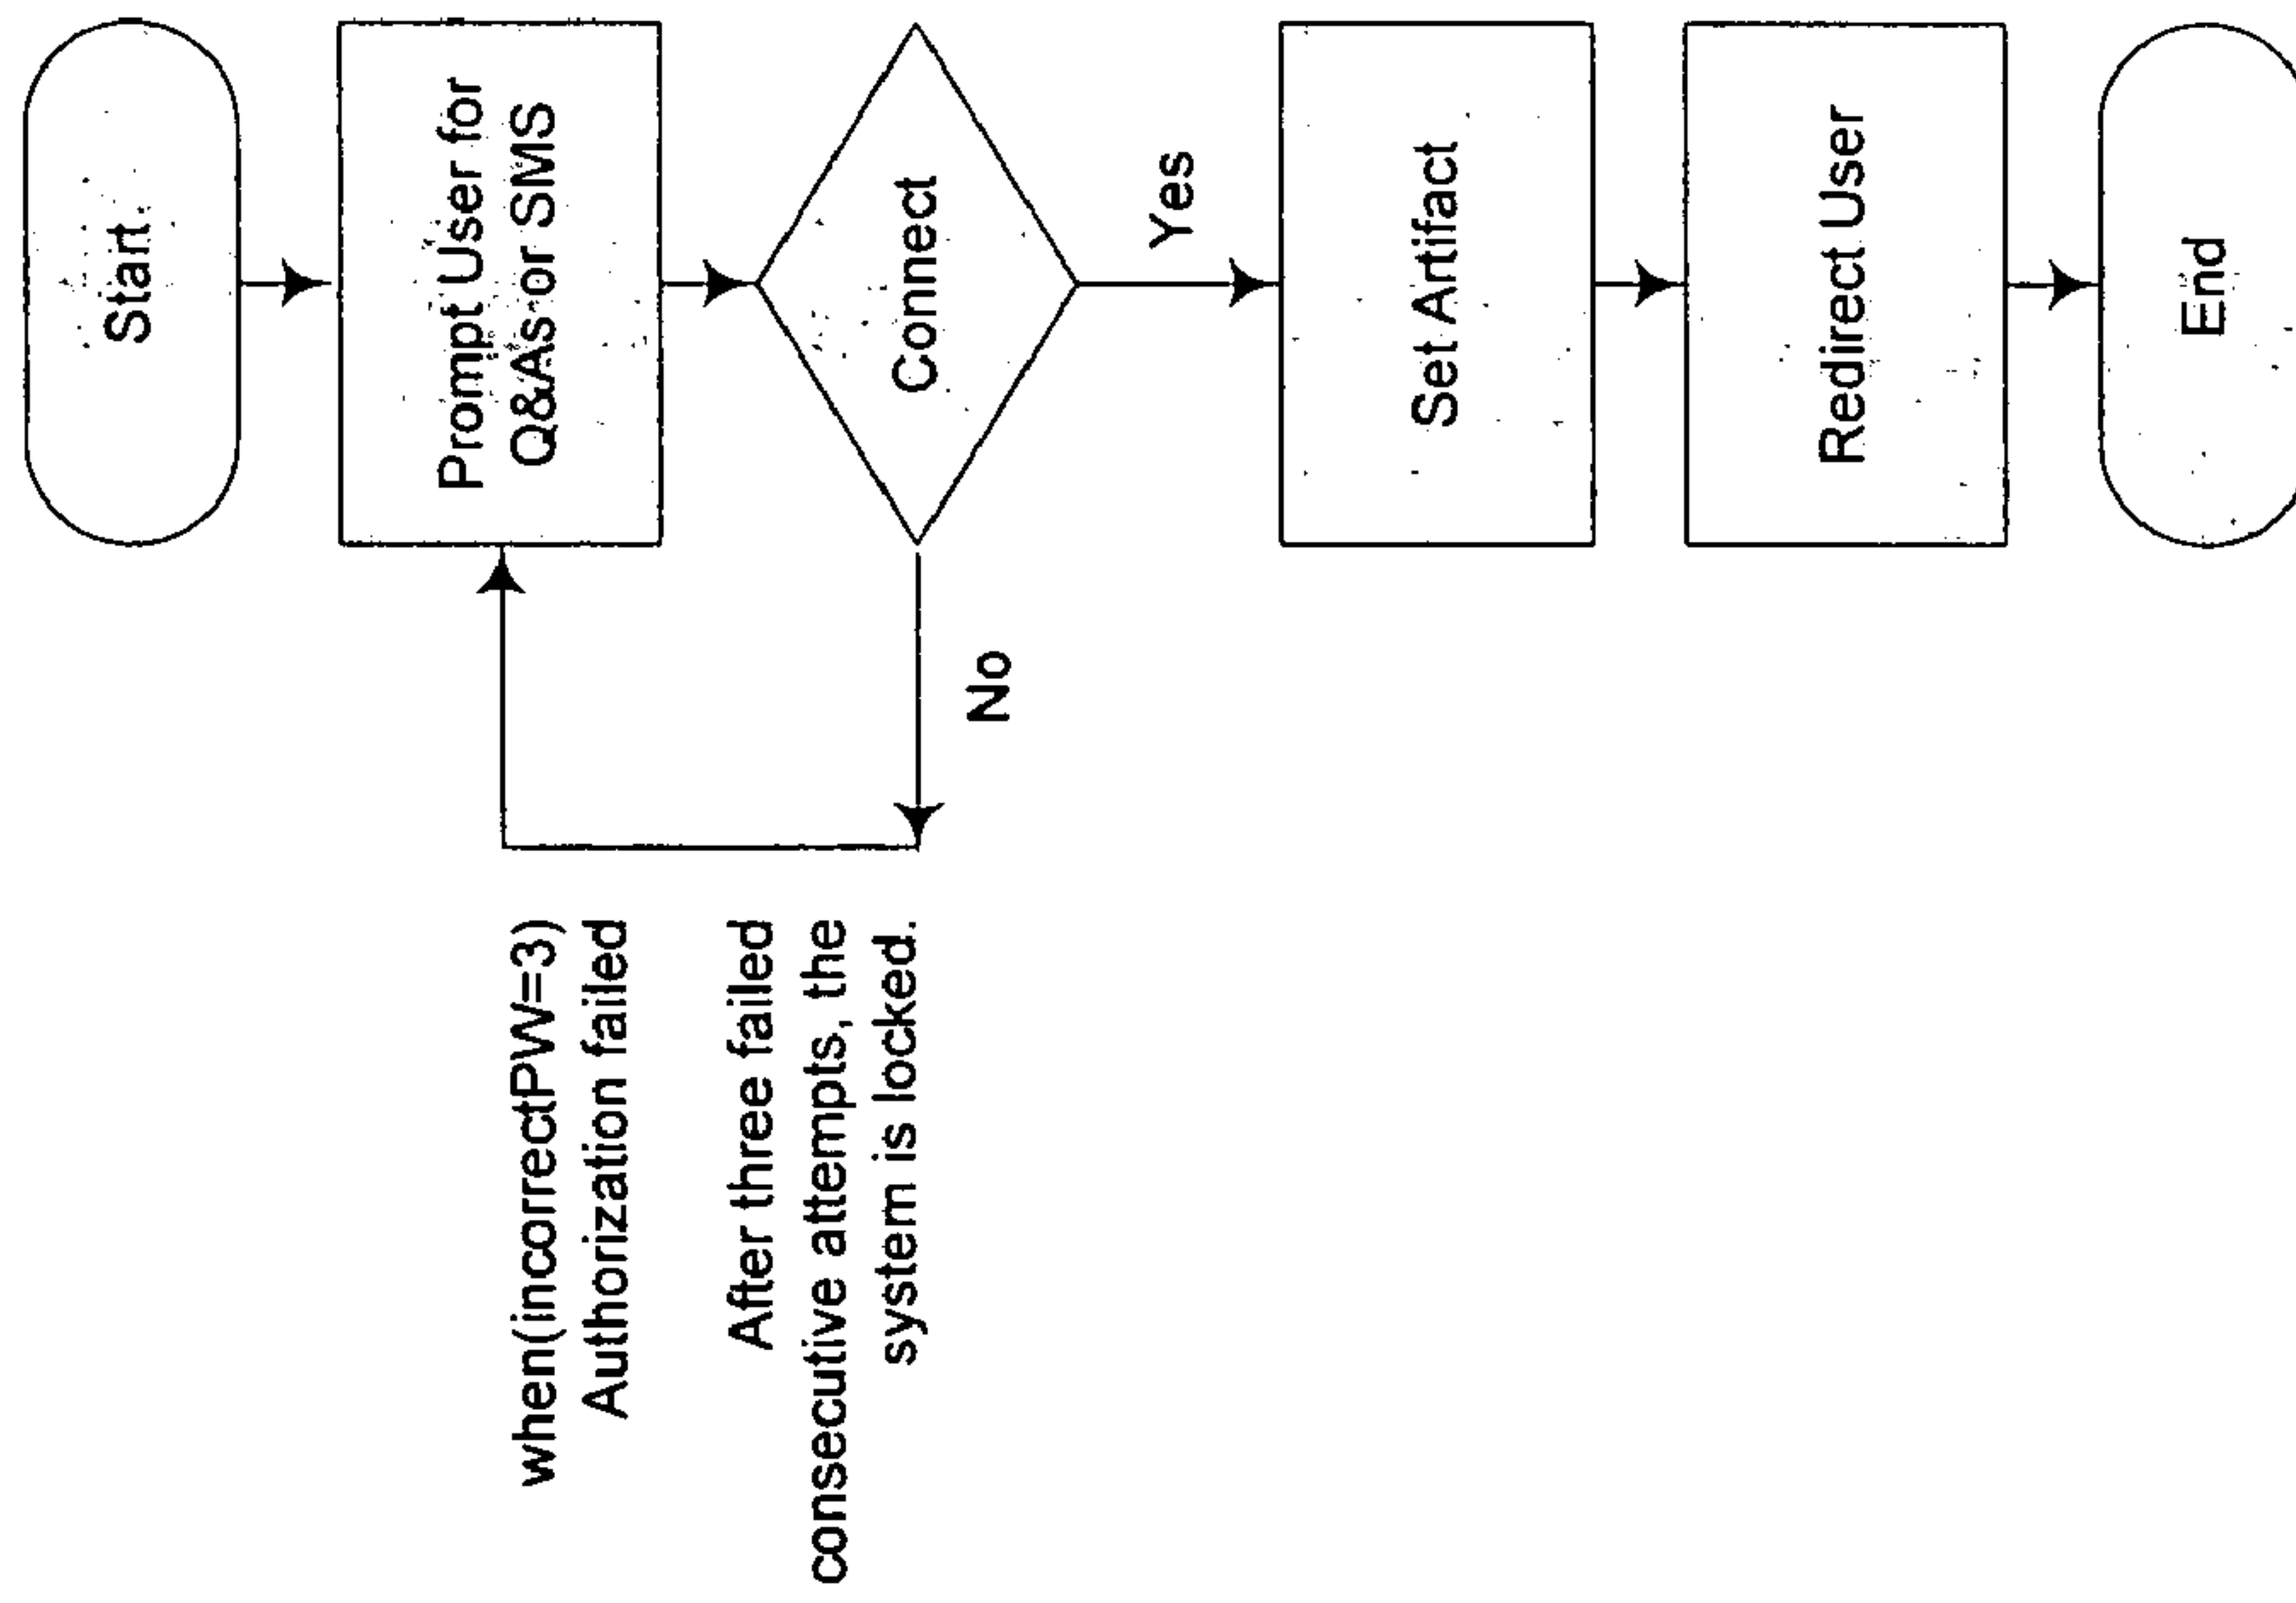 Start
Prompt User for
Q&As or SMS
Connect
Yes
No
when(incorrectPW=3)
Authorization failed
After three failed
consecutive attempts, the
system is locked.
Set Artifact
Redirect User
End